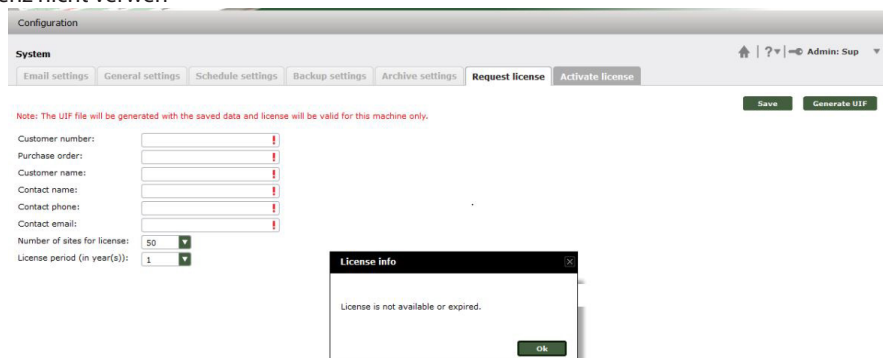 Configuration
System
?
Admin: Sup
Email settings
General settings
Schedule settings
Backup settings
Archive settings
Request license
Activate license
Save
Generate UIF
Note: The UIF file will be generated with the saved data and license will be valid for this machine only.
Customer number:
!
Purchase order:
!
Customer name:
!
Contact name:
!
Contact phone:
!
Contact email:
!
Number of sites for license:
50
License period (in year(s)):
1
License info
License is not available or expired.
Ok